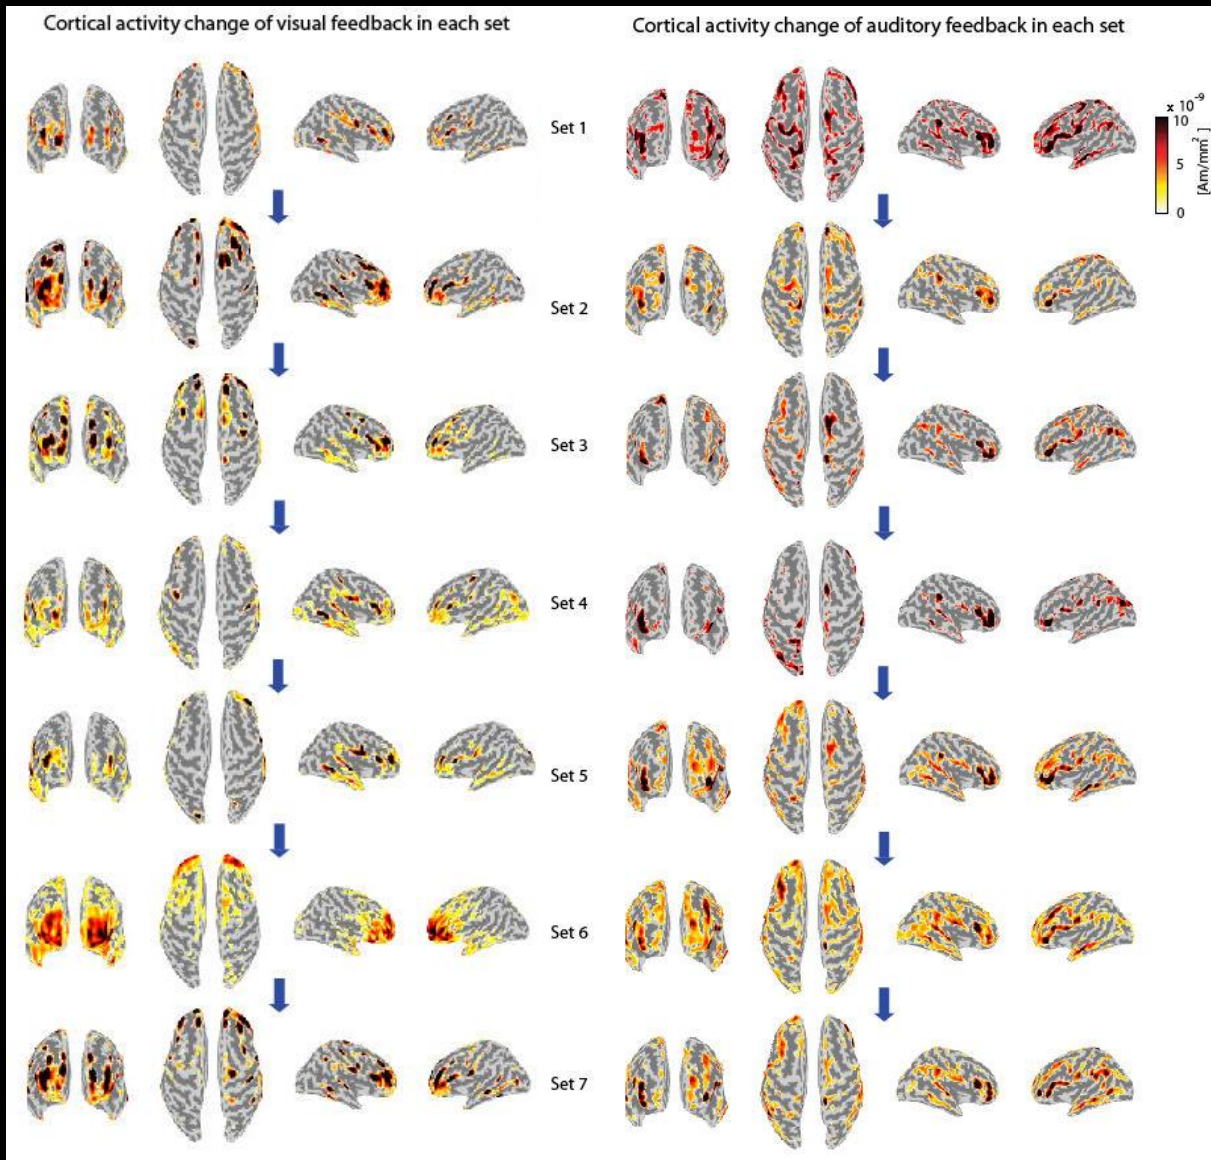 Cortical activity change of visual feedback in each set
Cortical activity change of auditory feedback in each set
x 10⁻⁹
10
5
0
[Am/mm²]
Set 1
Set 2
Set 3
Set 4
Set 5
Set 6
Set 7